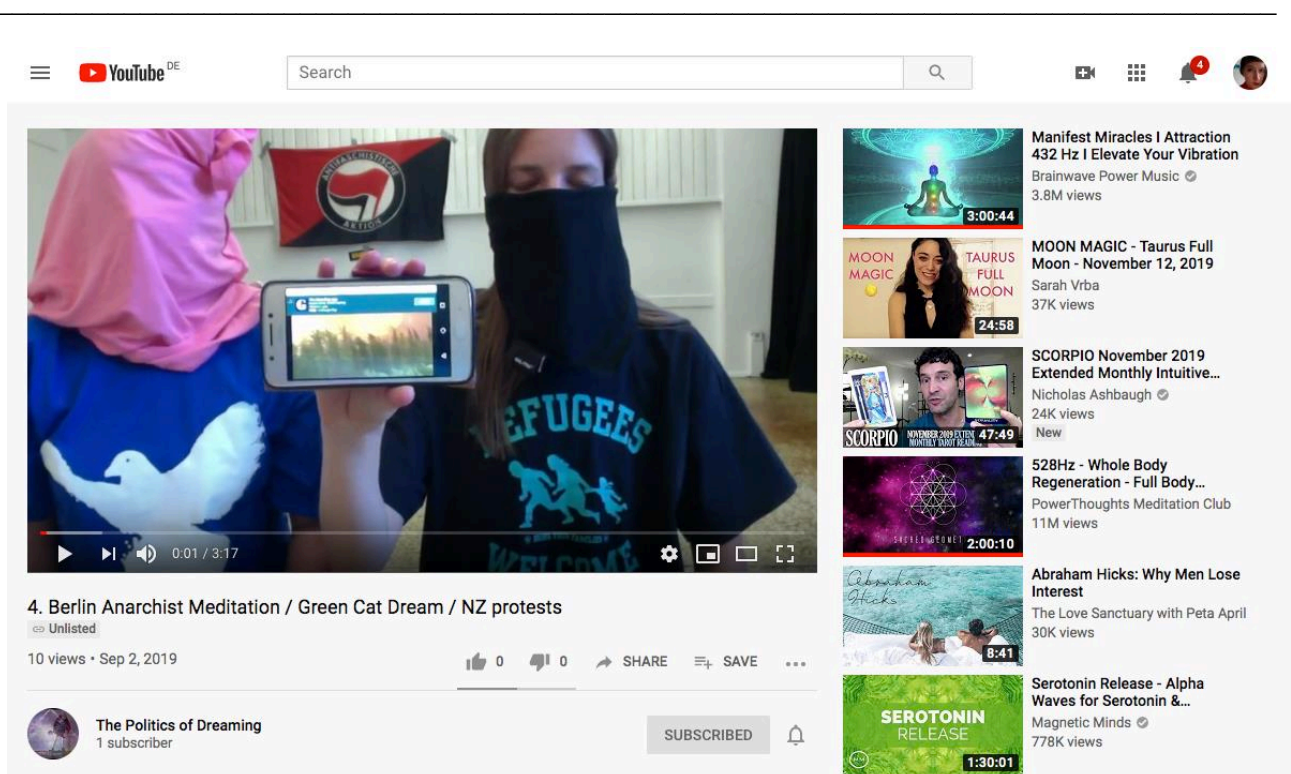 YouTube DE
Search
4
ANTIFASCHISTISCHE
AKTION
REFUGEES
WELCOME
0:01 / 3:17
4. Berlin Anarchist Meditation / Green Cat Dream / NZ protests
Unlisted
10 views • Sep 2, 2019
0
0
SHARE
SAVE
The Politics of Dreaming
1 subscriber
SUBSCRIBED
3:00:44
Manifest Miracles I Attraction
432 Hz I Elevate Your Vibration
Brainwave Power Music
3.8M views
MOON
MAGIC
TAURUS
FULL
MOON
24:58
MOON MAGIC - Taurus Full
Moon - November 12, 2019
Sarah Vrba
37K views
SCORPIO
47:49
SCORPIO November 2019
Extended Monthly Intuitive...
Nicholas Ashbaugh
24K views
New
2:00:10
528Hz - Whole Body
Regeneration - Full Body...
PowerThoughts Meditation Club
11M views
Abraham
Hicks
8:41
Abraham Hicks: Why Men Lose
Interest
The Love Sanctuary with Peta April
30K views
SEROTONIN
RELEASE
1:30:01
Serotonin Release - Alpha
Waves for Serotonin &...
Magnetic Minds
778K views